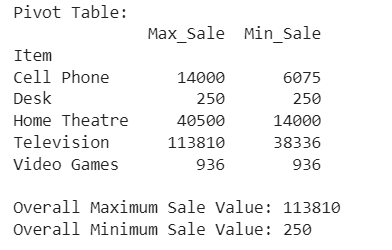 Pivot Table:
Max_Sale Min_Sale
Item
Cell Phone 14000 6075
Desk 250 250
Home Theatre 40500 14000
Television 113810 38336
Video Games 936 936
Overall Maximum Sale Value: 113810
Overall Minimum Sale Value: 250